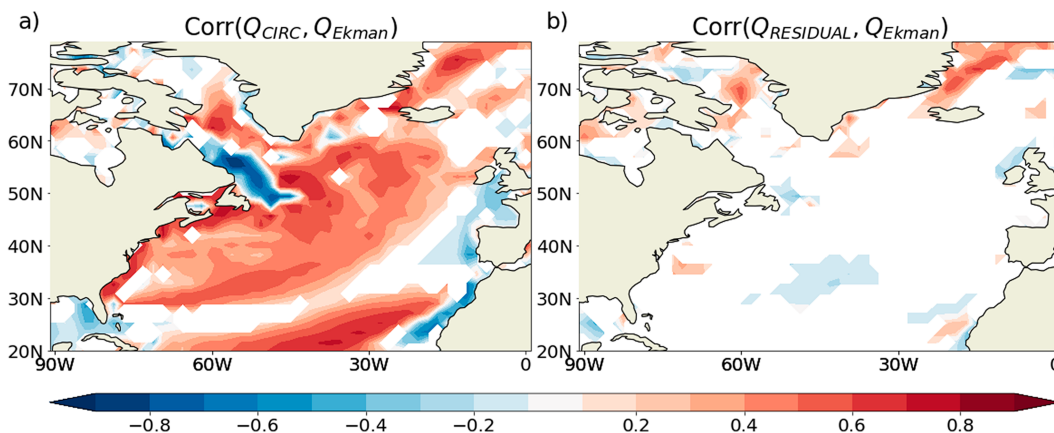 a) Corr(Q_CIRC, Q_Ekman)
b) Corr(Q_RESIDUAL, Q_Ekman)
70N
60N
50N
40N
30N
20N
90W 60W 30W 0
70N
60N
50N
40N
30N
20N
90W 60W 30W 0
−0.8 −0.6 −0.4 −0.2 0.2 0.4 0.6 0.8